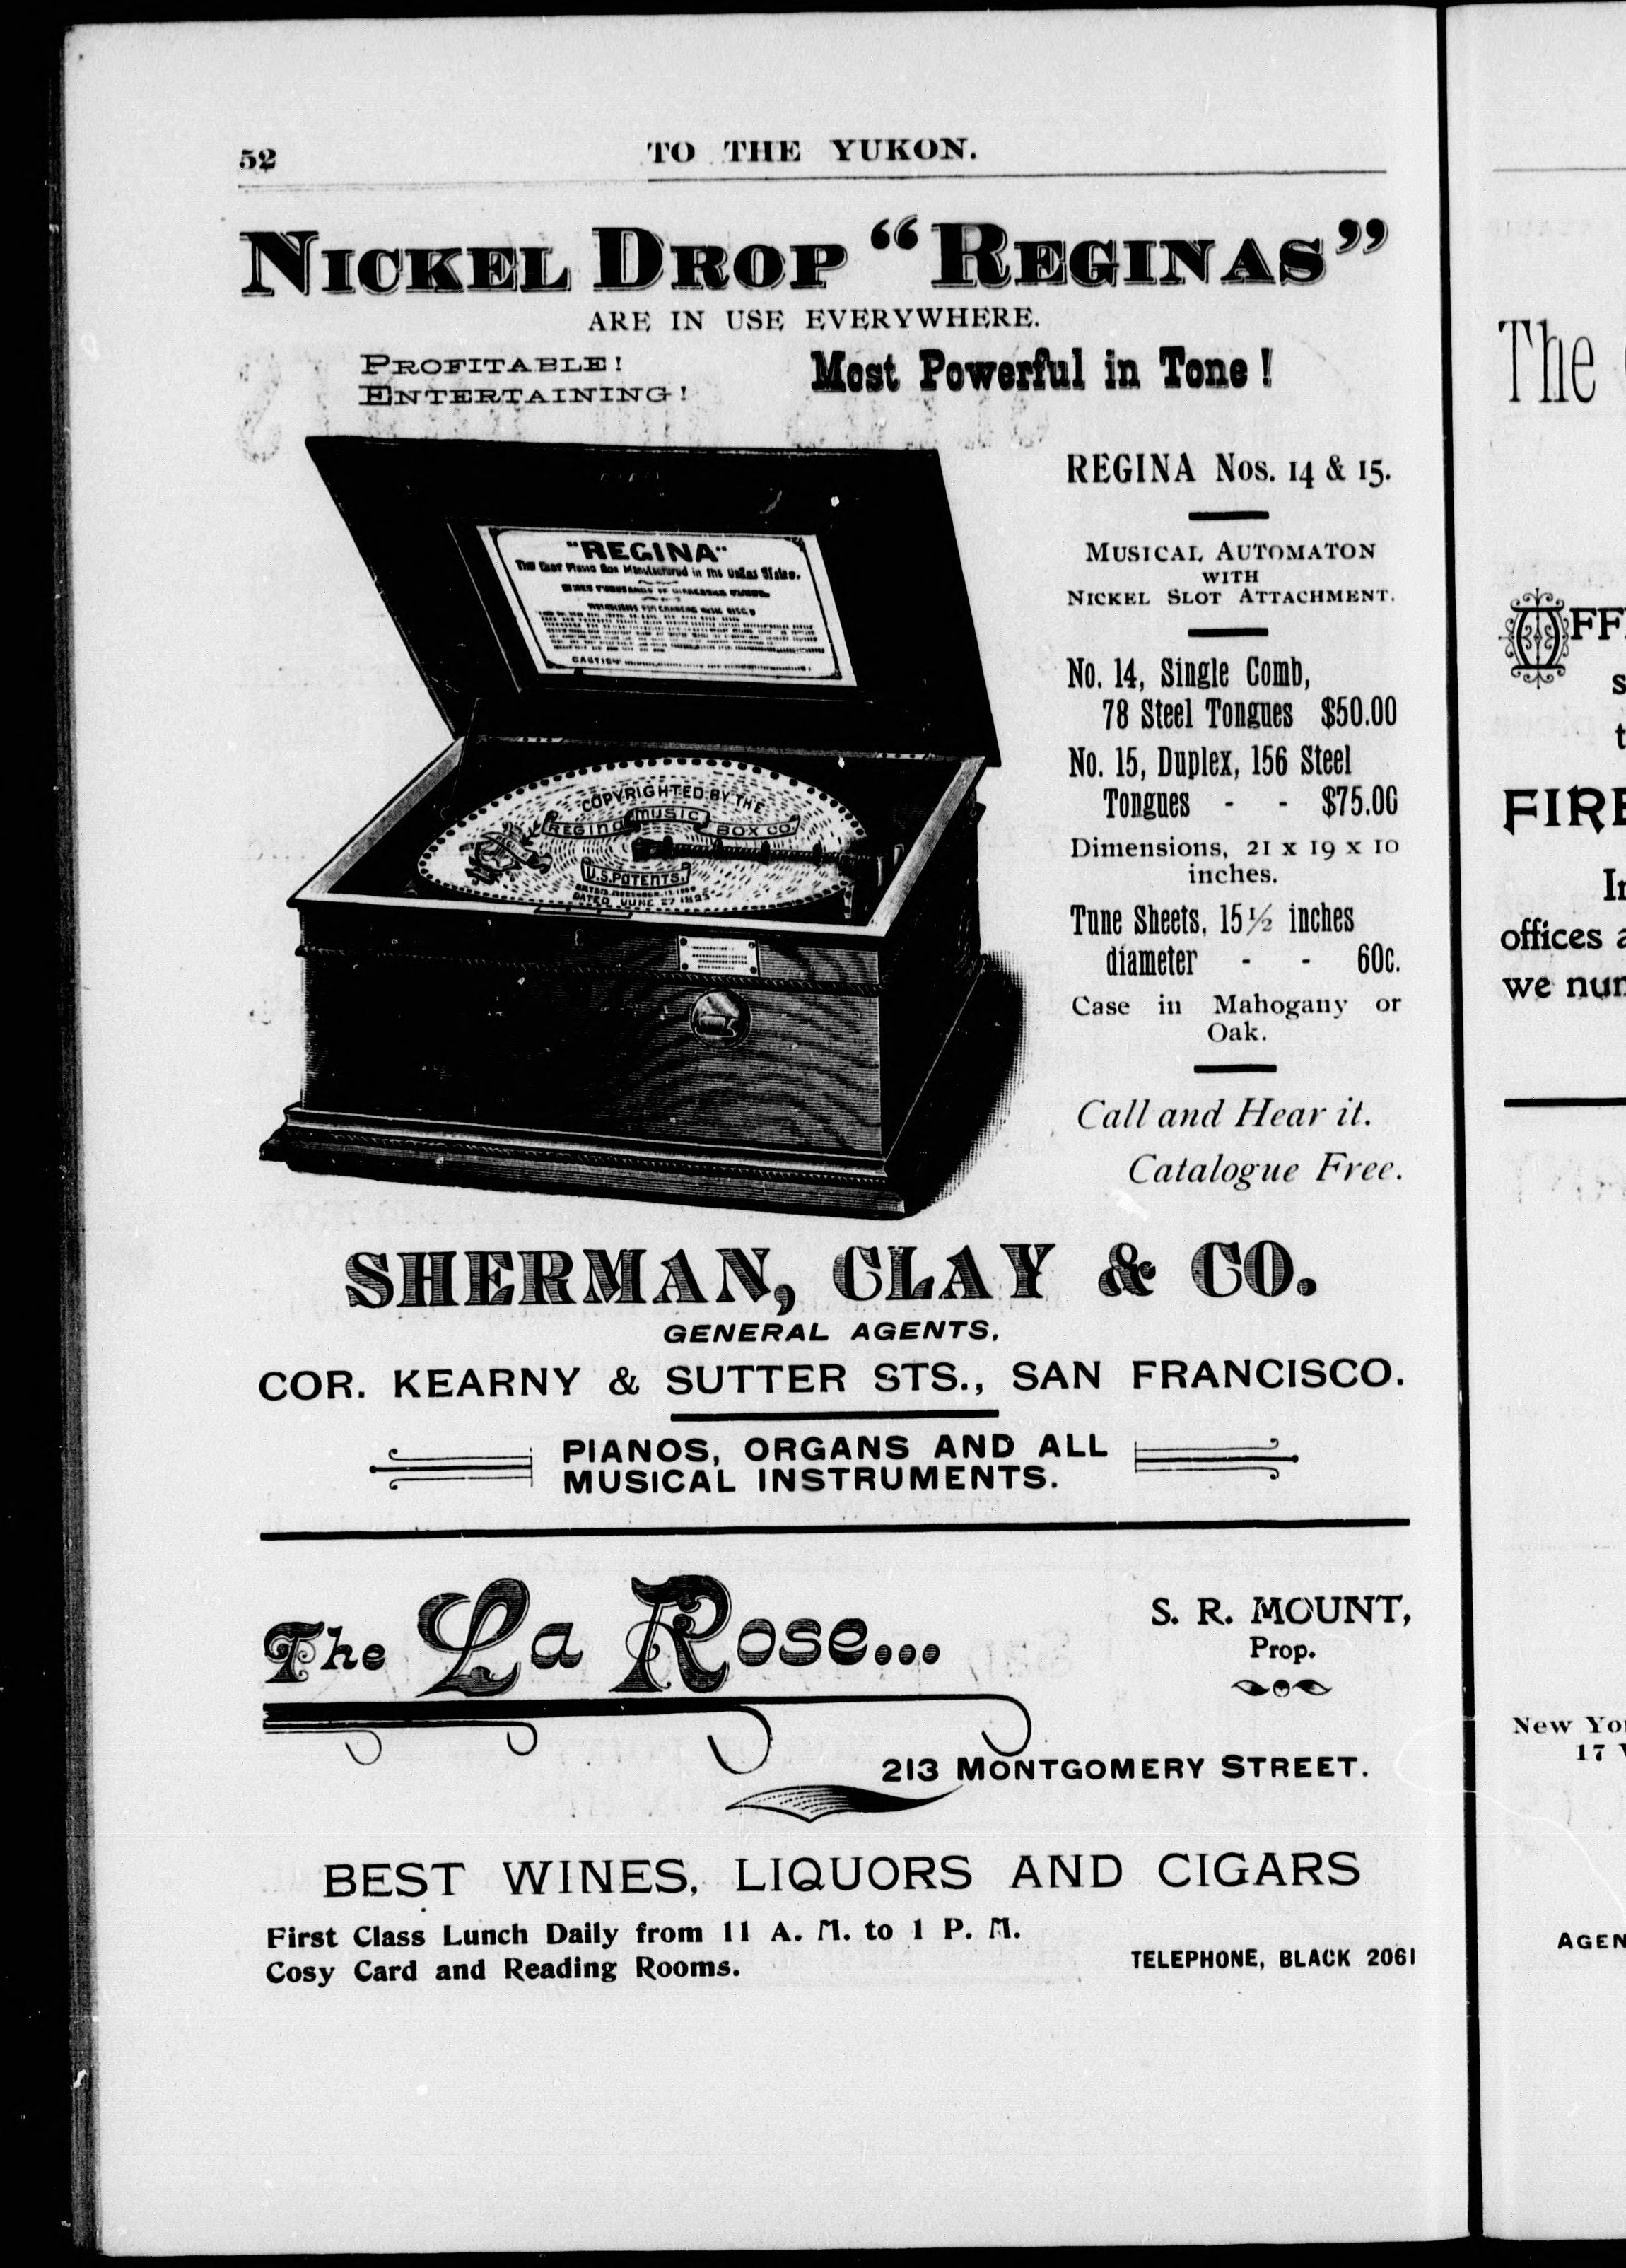 52
TO THE YUKON.
NICKEL DROP “REGINAS”
ARE IN USE EVERYWHERE.
PROFITABLE!
ENTERTAINING!
Most Powerful in Tone!
"REGINA"
CAUTION
COPYRIGHTED BY THE
REGINA MUSIC BOX CO.
U.S. PATENTS.
DATED JUNE 27 1893
REGINA Nos. 14 & 15.
MUSICAL AUTOMATON
WITH
NICKEL SLOT ATTACHMENT.
No. 14, Single Comb,
78 Steel Tongues $50.00
No. 15, Duplex, 156 Steel
Tongues - - $75.00
Dimensions, 21 x 19 x 10
inches.
Tune Sheets, 15½ inches
diameter - - 60c.
Case in Mahogany or
Oak.
Call and Hear it.
Catalogue Free.
SHERMAN, CLAY & CO.
GENERAL AGENTS,
COR. KEARNY & SUTTER STS., SAN FRANCISCO.
PIANOS, ORGANS AND ALL
MUSICAL INSTRUMENTS.
The La Rose...
S. R. MOUNT,
Prop.
213 MONTGOMERY STREET.
BEST WINES, LIQUORS AND CIGARS
First Class Lunch Daily from 11 A. M. to 1 P. M.
Cosy Card and Reading Rooms.
TELEPHONE, BLACK 2061
The
FIRE
offices
we
New
17